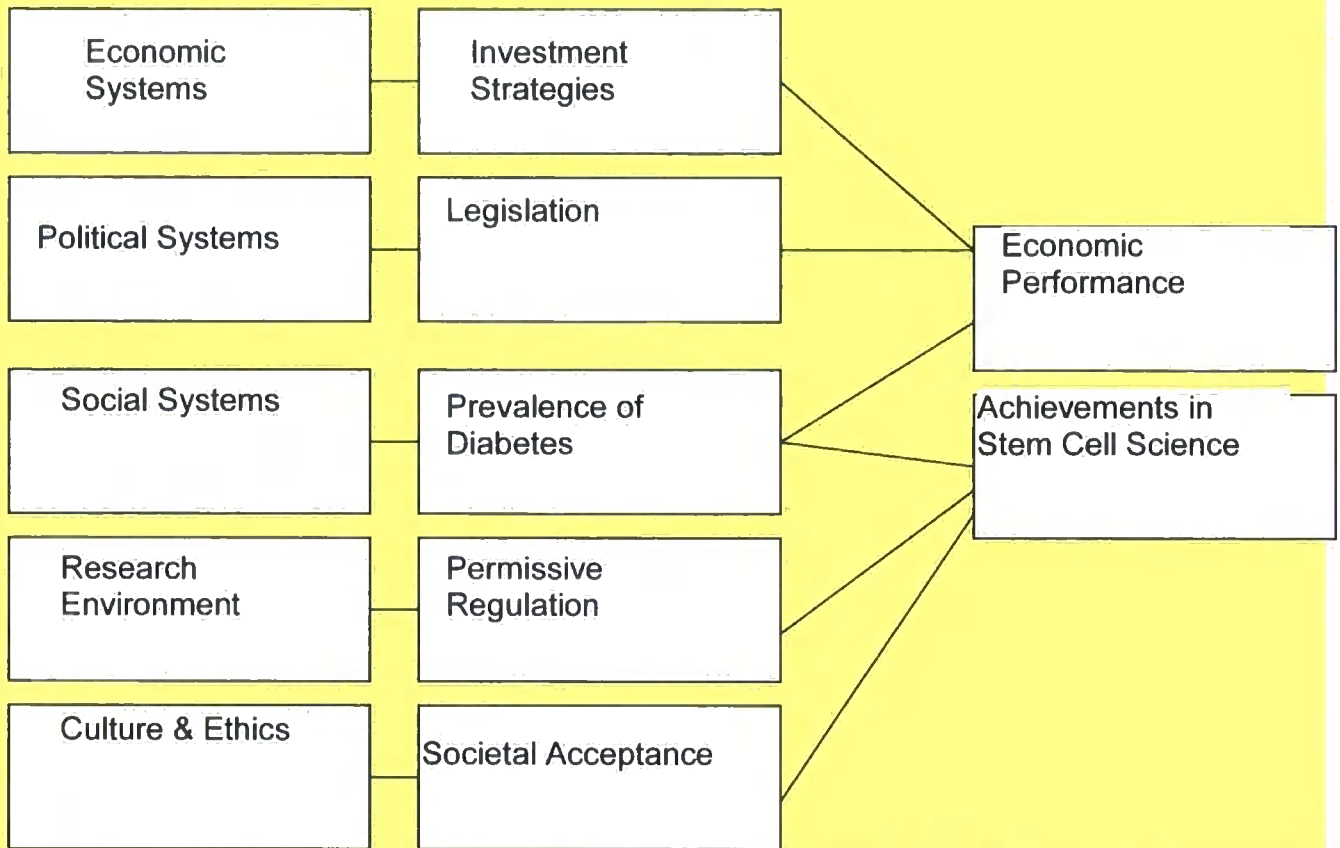 Economic
Systems
Investment
Strategies
Political Systems
Legislation
Economic
Performance
Social Systems
Prevalence of
Diabetes
Achievements in
Stem Cell Science
Research
Environment
Permissive
Regulation
Culture & Ethics
Societal Acceptance